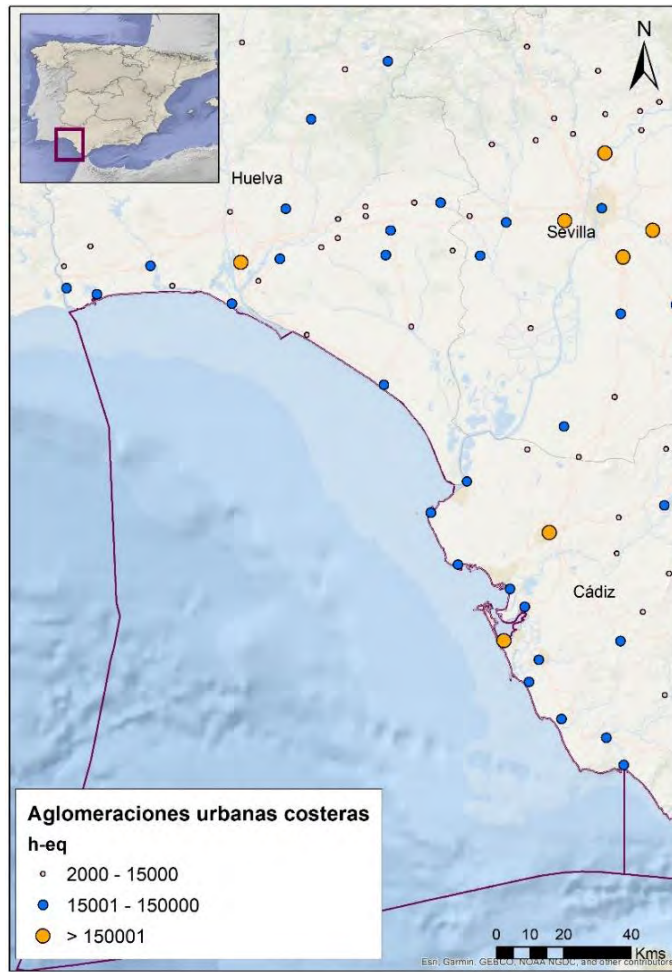 N
Huelva
Sevilla
Cádiz
Aglomeraciones urbanas costeras
h-eq
2000 - 15000
15001 - 150000
> 150001
0 10 20 40
Kms
Esri, Garmin, GEBCO, NOAA NGDC, and other contributors